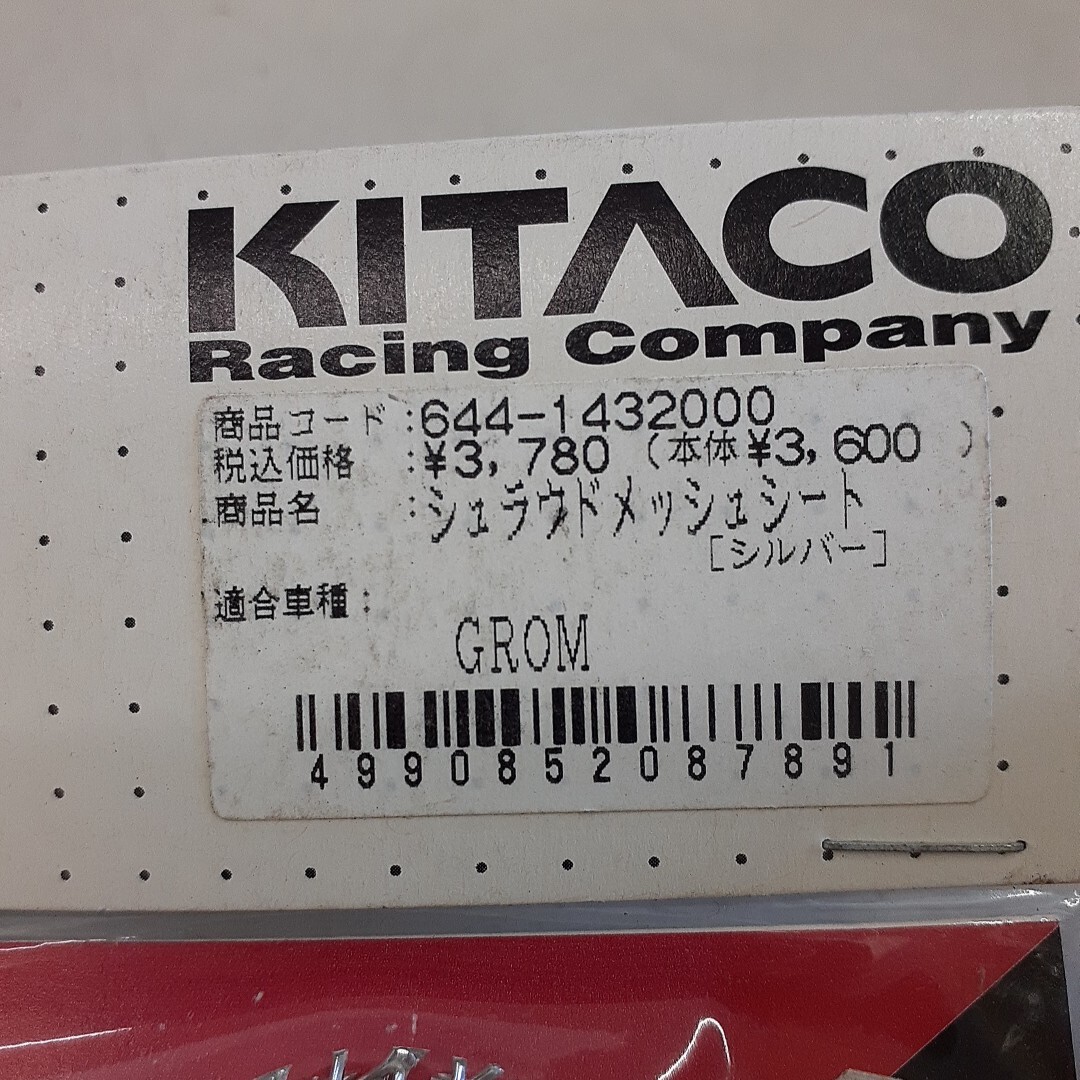 KITACO
Racing Company
商品コード:644-1432000
税込価格 :¥3,780 (本体¥3,600 )
商品名 :シュラウドメッシュシート
[シルバー]
適合車種:
GROM
4990852087891